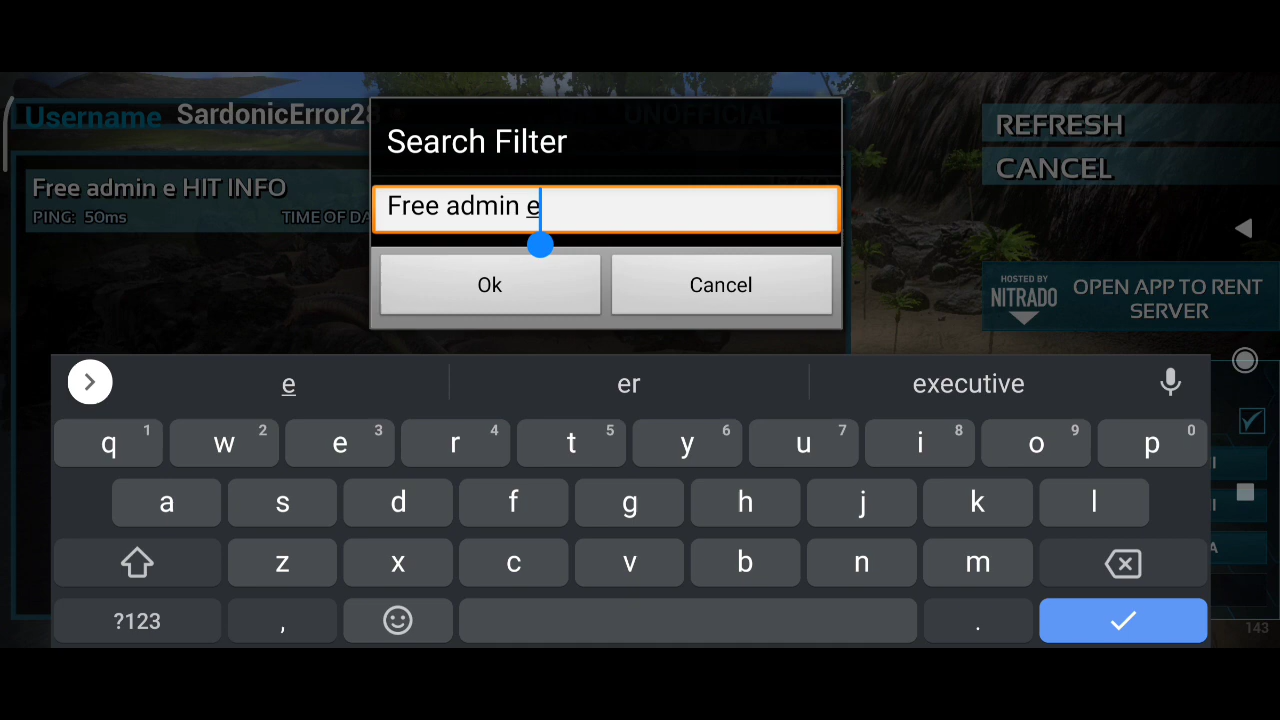 Username SardonicError28
UNOFFICIAL
REFRESH
CANCEL
Search Filter
Free admin e HIT INFO
PING: 50ms TIME OF DA
Free admin e
Ok Cancel
HOSTED BY
NITRADO
OPEN APP TO RENT
SERVER
e er executive
q 1 w 2 e 3 r 4 t 5 y 6 u 7 i 8 o 9 p 0
a s d f g h j k l
z x c v b n m
?123 , .
143